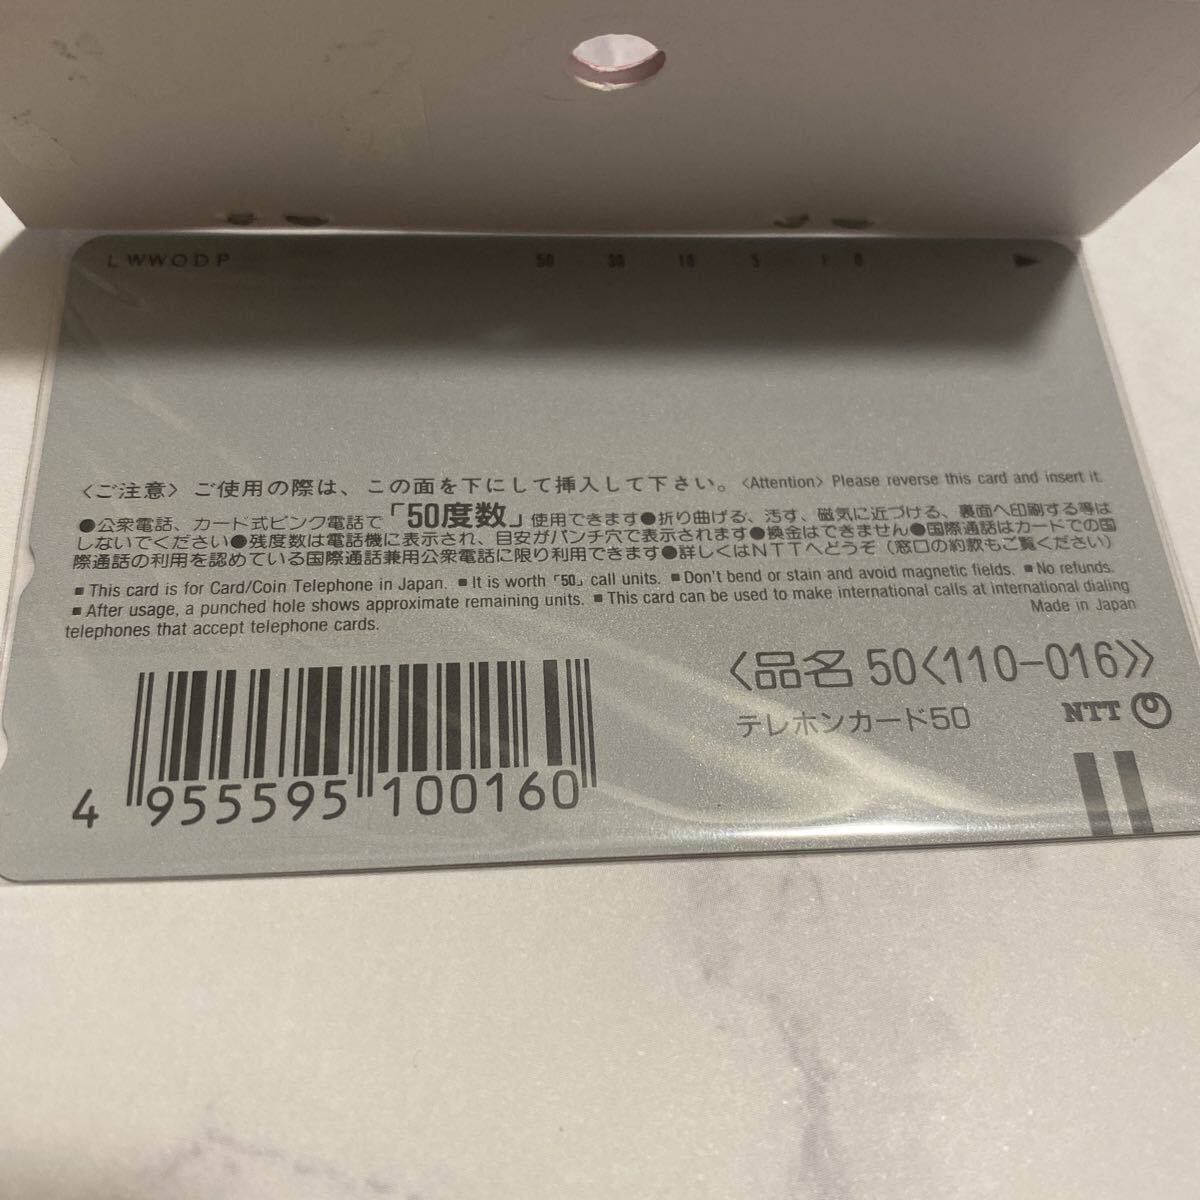 LWWODP 50 30 10 5 1 0
〈ご注意〉ご使用の際は、この面を下にして挿入して下さい。〈Attention〉Please reverse this card and insert it.
●公衆電話、カード式ピンク電話で「50度数」使用できます●折り曲げる、汚す、磁気に近づける、裏面へ印刷する等は
しないでください●残度数は電話機に表示され、目安がパンチ穴で表示されます●換金はできません●国際通話はカードでの国
際通話の利用を認めている国際通話兼用公衆電話に限り利用できます●詳しくはNTTへどうぞ（窓口の約款もご覧ください）
■This card is for Card/Coin Telephone in Japan. ■It is worth「50」call units. ■Don't bend or stain and avoid magnetic fields. ■No refunds.
■After usage, a punched hole shows approximate remaining units. ■This card can be used to make international calls at international dialing
telephones that accept telephone cards.
Made in Japan
〈品名 50〈110-016〉〉
テレホンカード50
NTT
4 955595 100160